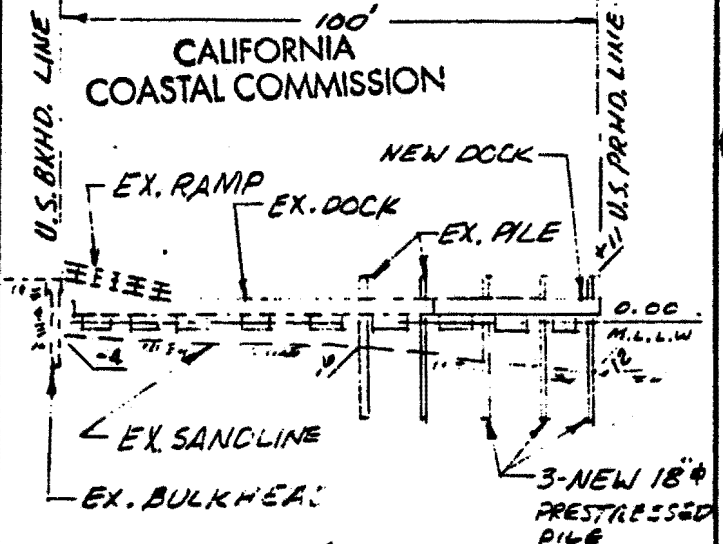 100'
CALIFORNIA
COASTAL COMMISSION
U.S. BKHD. LINE
U.S. PRHD. LINE
NEW DOCK
EX. RAMP
EX. DOCK
EX. PILE
0.00
M.L.L.W
-4
EX. SANDLINE
EX. BULKHEA
3-NEW 18"φ
PRESTRESSED
PILE